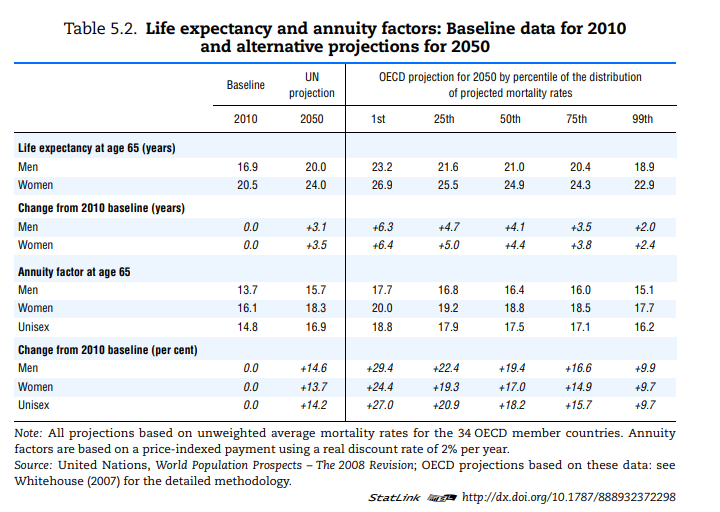 Table 5.2. Life expectancy and annuity factors: Baseline data for 2010
and alternative projections for 2050
Baseline UN projection OECD projection for 2050 by percentile of the distribution of projected mortality rates
2010 2050 1st 25th 50th 75th 99th
Life expectancy at age 65 (years)
Men 16.9 20.0 23.2 21.6 21.0 20.4 18.9
Women 20.5 24.0 26.9 25.5 24.9 24.3 22.9
Change from 2010 baseline (years)
Men 0.0 +3.1 +6.3 +4.7 +4.1 +3.5 +2.0
Women 0.0 +3.5 +6.4 +5.0 +4.4 +3.8 +2.4
Annuity factor at age 65
Men 13.7 15.7 17.7 16.8 16.4 16.0 15.1
Women 16.1 18.3 20.0 19.2 18.8 18.5 17.7
Unisex 14.8 16.9 18.8 17.9 17.5 17.1 16.2
Change from 2010 baseline (per cent)
Men 0.0 +14.6 +29.4 +22.4 +19.4 +16.6 +9.9
Women 0.0 +13.7 +24.4 +19.3 +17.0 +14.9 +9.7
Unisex 0.0 +14.2 +27.0 +20.9 +18.2 +15.7 +9.7
Note: All projections based on unweighted average mortality rates for the 34 OECD member countries. Annuity
factors are based on a price-indexed payment using a real discount rate of 2% per year.
Source: United Nations, World Population Prospects – The 2008 Revision; OECD projections based on these data: see
Whitehouse (2007) for the detailed methodology.
StatLink http://dx.doi.org/10.1787/888932372298